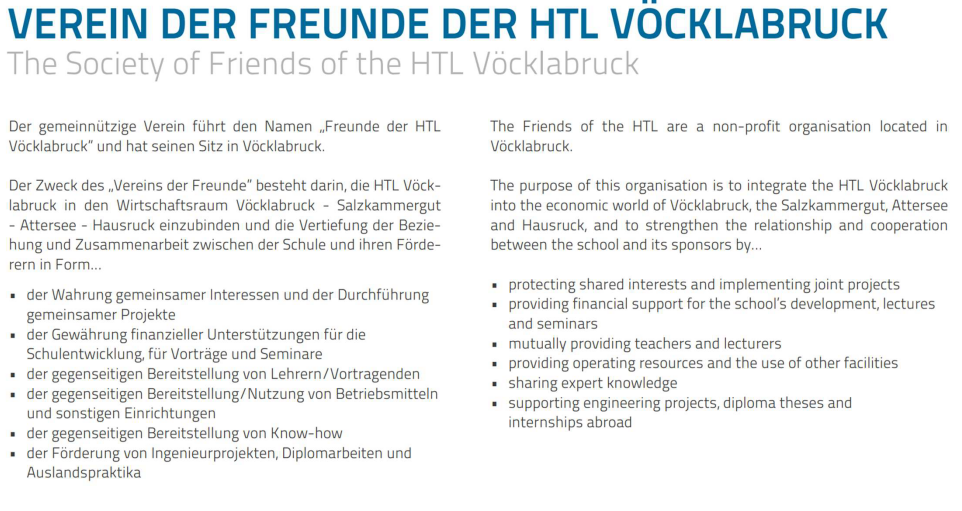 VEREIN DER FREUNDE DER HTL VÖCKLABRUCK
The Society of Friends of the HTL Vöcklabruck
Der gemeinnützige Verein führt den Namen „Freunde der HTL
Vöcklabruck“ und hat seinen Sitz in Vöcklabruck.
Der Zweck des „Vereins der Freunde“ besteht darin, die HTL Vöck-
labruck in den Wirtschaftsraum Vöcklabruck - Salzkammergut
- Attersee - Hausruck einzubinden und die Vertiefung der Bezie-
hung und Zusammenarbeit zwischen der Schule und ihren Förde-
rern in Form...
▪ der Wahrung gemeinsamer Interessen und der Durchführung
gemeinsamer Projekte
▪ der Gewährung finanzieller Unterstützungen für die
Schulentwicklung, für Vorträge und Seminare
▪ der gegenseitigen Bereitstellung von Lehrern/Vortragenden
▪ der gegenseitigen Bereitstellung/Nutzung von Betriebsmitteln
und sonstigen Einrichtungen
▪ der gegenseitigen Bereitstellung von Know-how
▪ der Förderung von Ingenieurprojekten, Diplomarbeiten und
Auslandspraktika
The Friends of the HTL are a non-profit organisation located in
Vöcklabruck.
The purpose of this organisation is to integrate the HTL Vöcklabruck
into the economic world of Vöcklabruck, the Salzkammergut, Attersee
and Hausruck, and to strengthen the relationship and cooperation
between the school and its sponsors by...
▪ protecting shared interests and implementing joint projects
▪ providing financial support for the school’s development, lectures
and seminars
▪ mutually providing teachers and lecturers
▪ providing operating resources and the use of other facilities
▪ sharing expert knowledge
▪ supporting engineering projects, diploma theses and
internships abroad